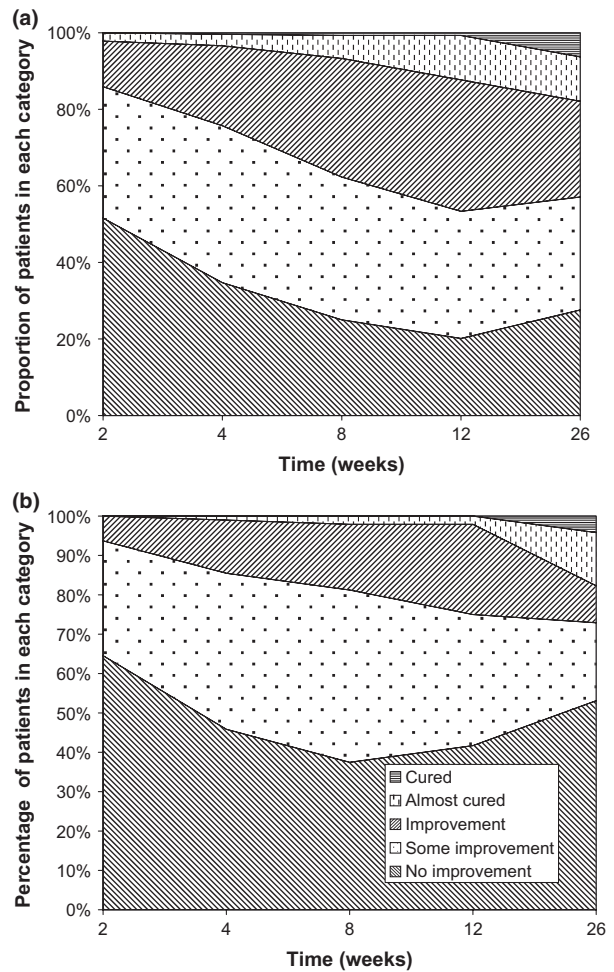 (a)
Proportion of patients in each category
100%
80%
60%
40%
20%
0%
2 4 8 12 26
Time (weeks)
(b)
Percentage of patients in each category
100%
90%
80%
70%
60%
50%
40%
30%
20%
10%
0%
Cured
Almost cured
Improvement
Some improvement
No improvement
2 4 8 12 26
Time (weeks)